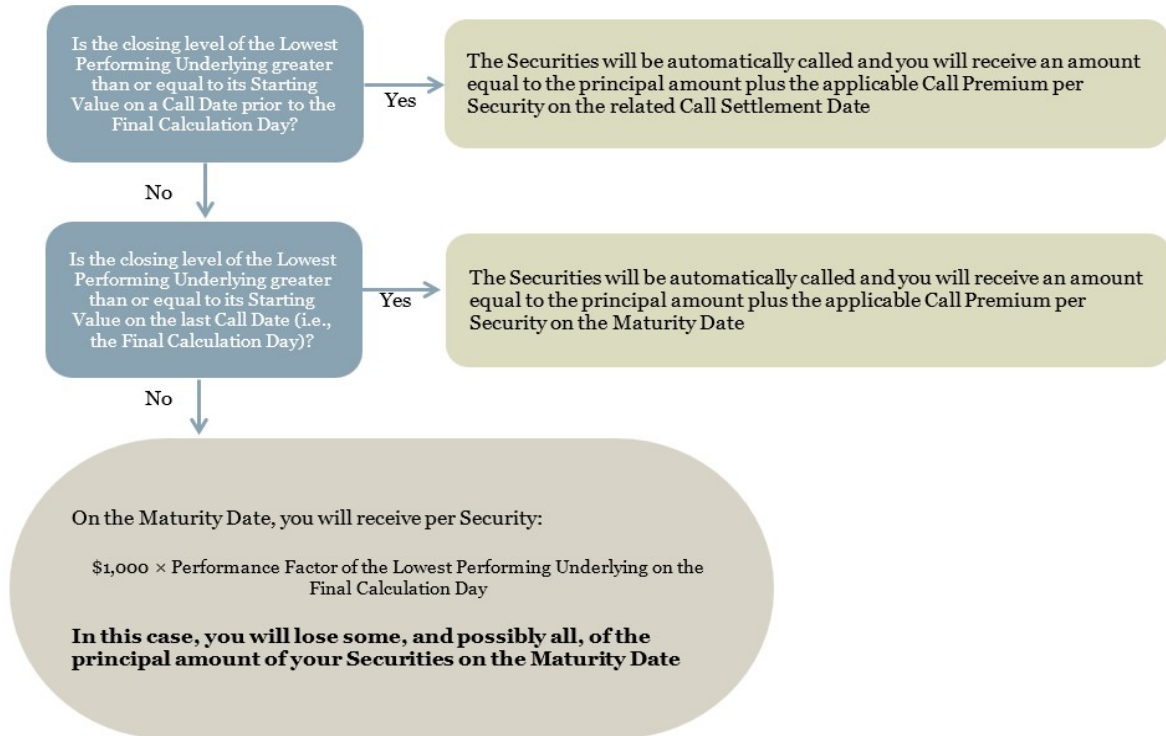 Is the closing level of the Lowest
Performing Underlying greater
than or equal to its Starting
Value on a Call Date prior to the
Final Calculation Day?
Yes
The Securities will be automatically called and you will receive an amount
equal to the principal amount plus the applicable Call Premium per
Security on the related Call Settlement Date
No
Is the closing level of the Lowest
Performing Underlying greater
than or equal to its Starting
Value on the last Call Date (i.e.,
the Final Calculation Day)?
Yes
The Securities will be automatically called and you will receive an amount
equal to the principal amount plus the applicable Call Premium per
Security on the Maturity Date
No
On the Maturity Date, you will receive per Security:
$1,000 × Performance Factor of the Lowest Performing Underlying on the
Final Calculation Day
In this case, you will lose some, and possibly all, of the
principal amount of your Securities on the Maturity Date